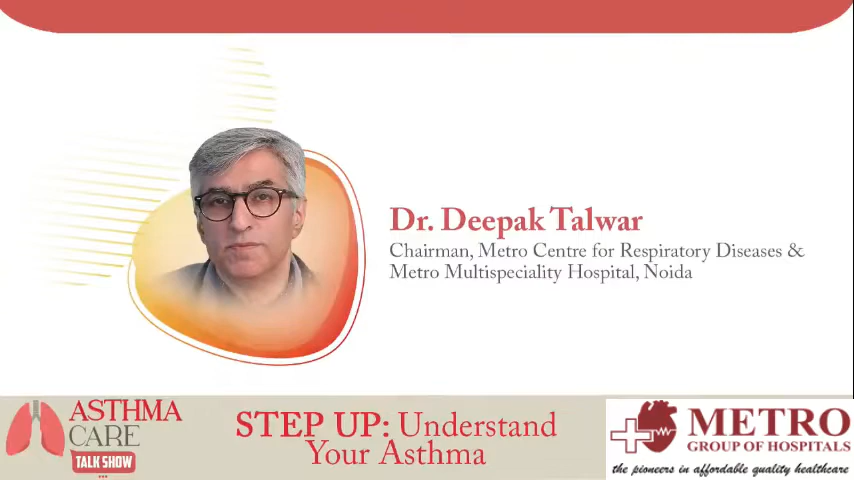 Dr. Deepak Talwar
Chairman, Metro Centre for Respiratory Diseases &
Metro Multispeciality Hospital, Noida
ASTHMA
CARE
TALK SHOW
STEP UP: Understand
Your Asthma
METRO
GROUP OF HOSPITALS
the pioneers in affordable quality healthcare